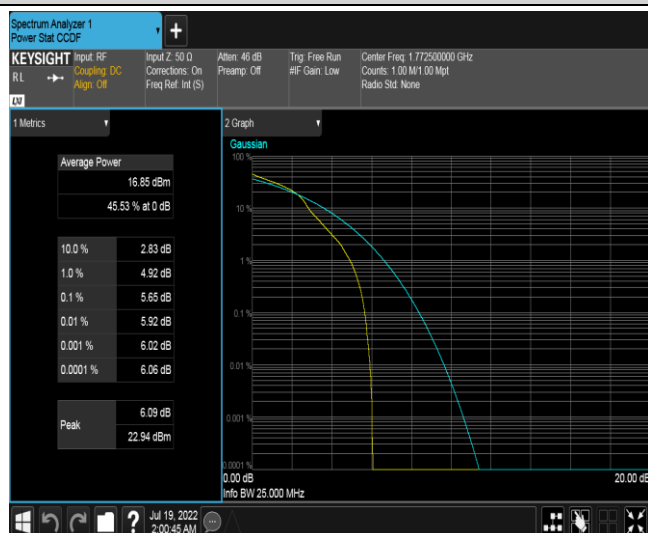 Spectrum Analyzer 1
Power Stat CCDF
+
KEYSIGHT
RL
LXI
Input: RF
Coupling: DC
Align: Off
Input Z: 50 Ω
Corrections: On
Freq Ref: Int (S)
Atten: 46 dB
Preamp: Off
Trig: Free Run
#IF Gain: Low
Center Freq: 1.772500000 GHz
Counts: 1.00 M/1.00 Mpt
Radio Std: None
1 Metrics
Average Power
16.85 dBm
45.53 % at 0 dB
10.0 % 2.83 dB
1.0 % 4.92 dB
0.1 % 5.65 dB
0.01 % 5.92 dB
0.001 % 6.02 dB
0.0001 % 6.06 dB
Peak
6.09 dB
22.94 dBm
2 Graph
Gaussian
100 %
10 %
1 %
0.1 %
0.01 %
0.001 %
0.0001 %
0.00 dB 20.00 dB
Info BW 25.000 MHz
?
Jul 19, 2022
2:00:45 AM